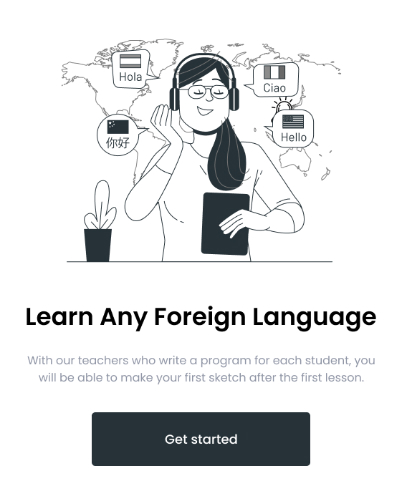 Hola
Ciao
你好
Hello
Learn Any Foreign Language
With our teachers who write a program for each student, you
will be able to make your first sketch after the first lesson.
Get started